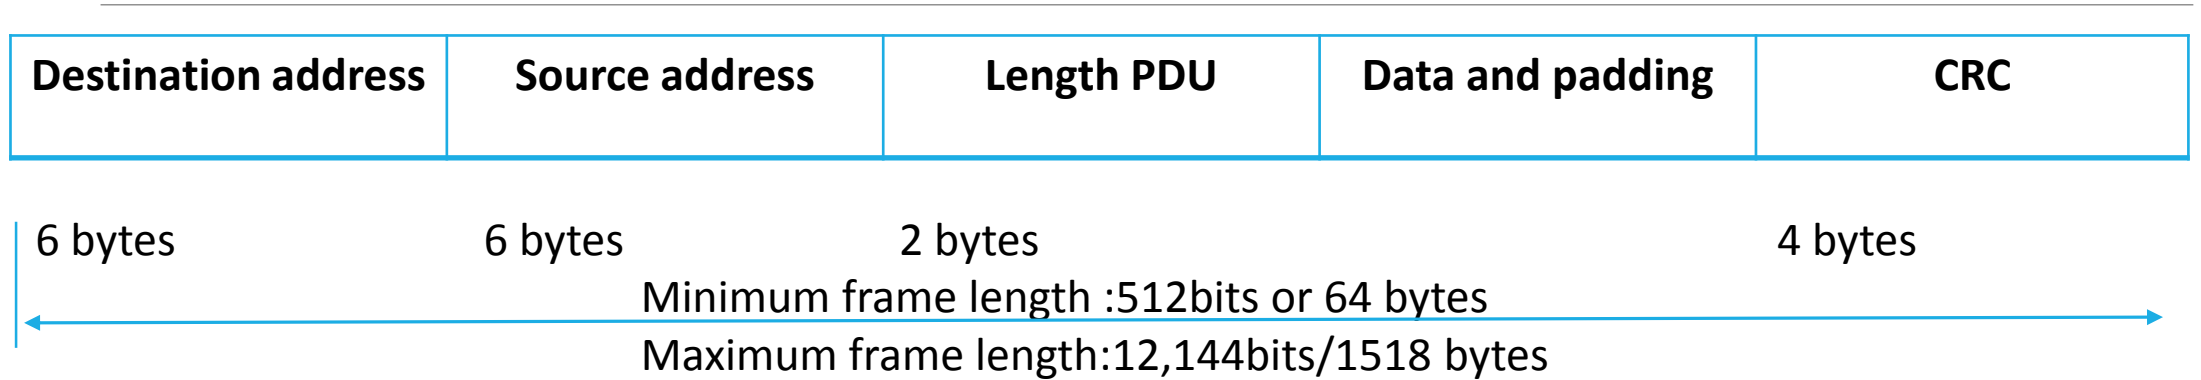 Destination address Source address Length PDU Data and padding CRC
6 bytes 6 bytes 2 bytes 4 bytes
Minimum frame length :512bits or 64 bytes
Maximum frame length:12,144bits/1518 bytes